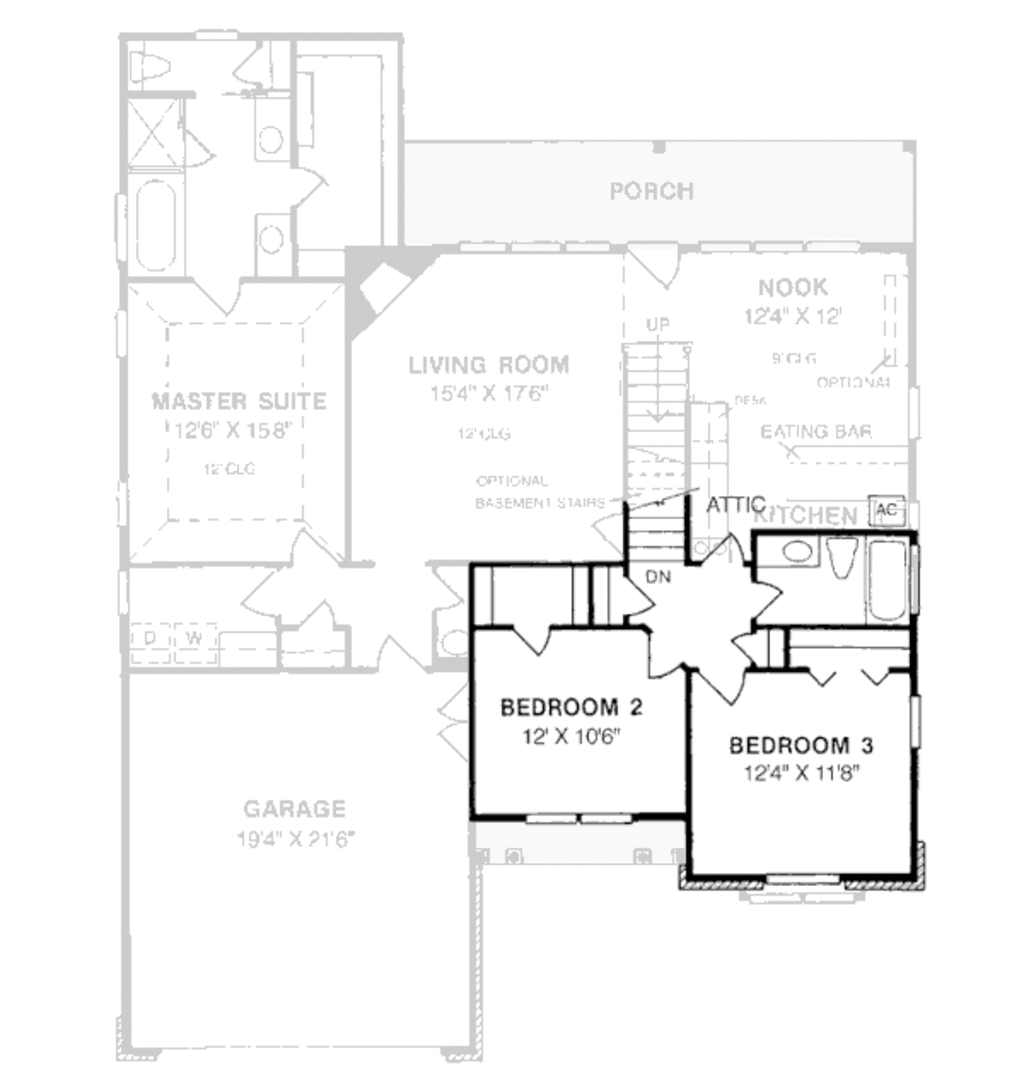 PORCH
NOOK
12'4" X 12'
9' CLG
OPTIONAL
UP
LIVING ROOM
15'4" X 17'6"
12' CLG
DESK
EATING BAR
MASTER SUITE
12'6" X 15'8"
12' CLG
OPTIONAL
BASEMENT STAIRS
ATTIC
KITCHEN
AC
DN
D
W
BEDROOM 2
12' X 10'6"
BEDROOM 3
12'4" X 11'8"
GARAGE
19'4" X 21'6"